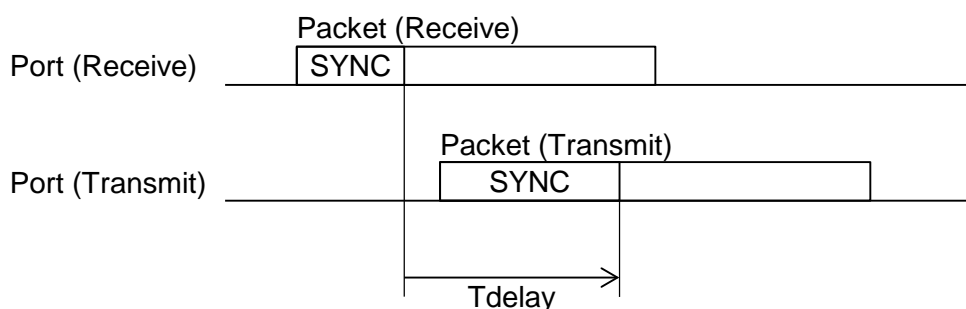 Packet (Receive)
Port (Receive)
SYNC
Packet (Transmit)
Port (Transmit)
SYNC
Tdelay